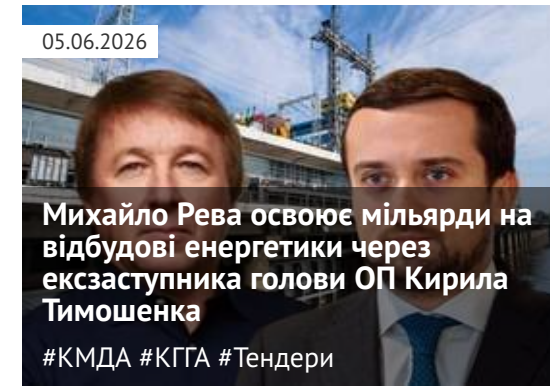 05.06.2026
Михайло Рева освоює мільярди на
відбудові енергетики через
ексзаступника голови ОП Кирила
Тимошенка
#КМДА #КГГА #Тендери